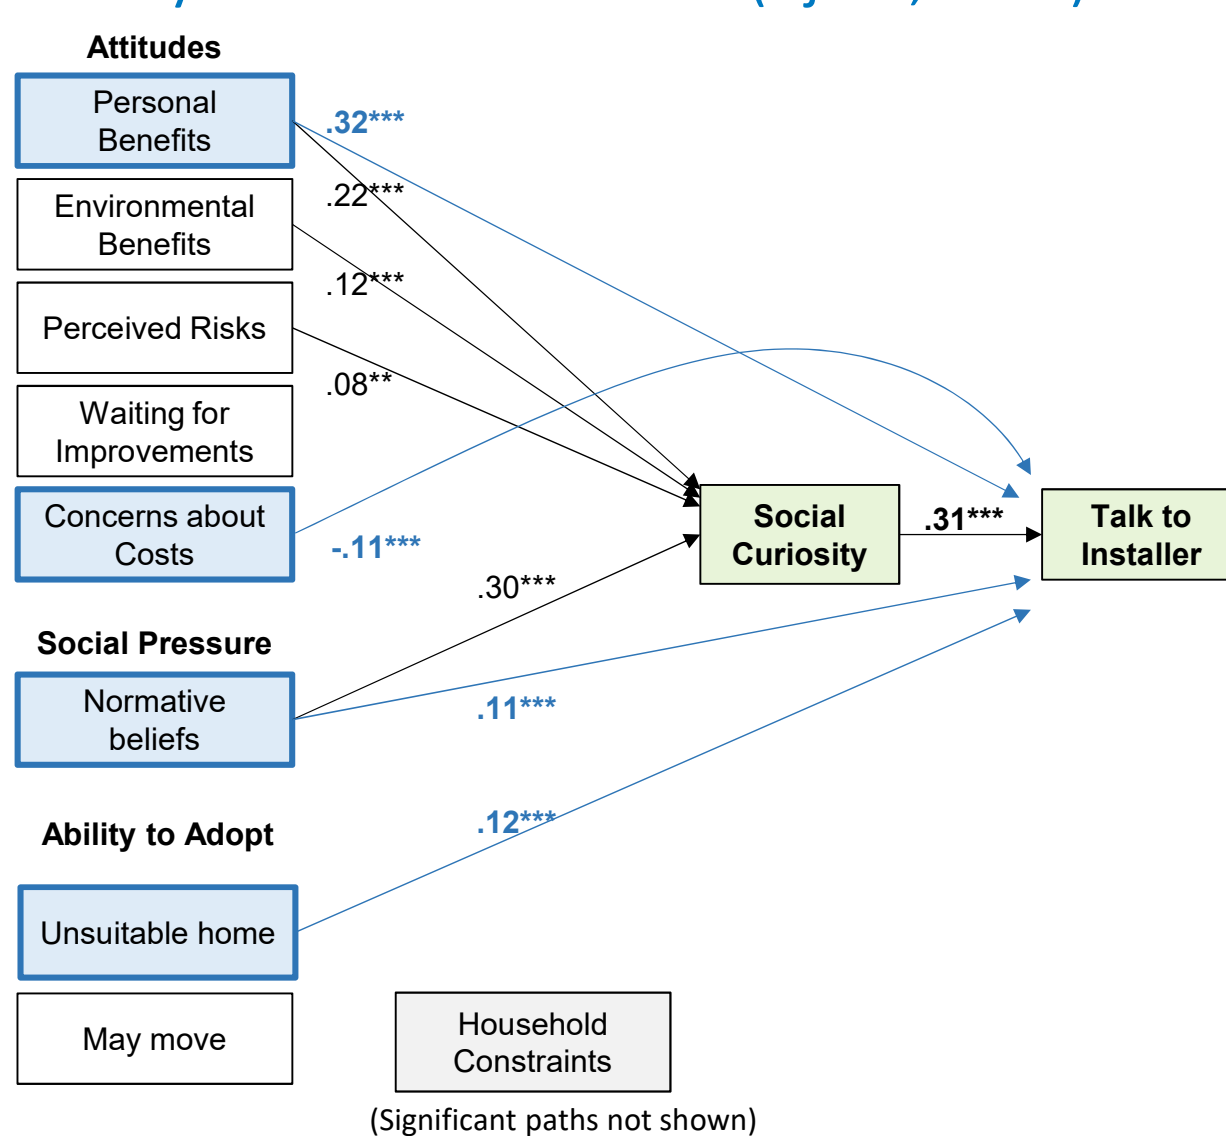 Attitudes
Personal
Benefits
.32***
Environmental
Benefits
.22***
.12***
Perceived Risks
.08**
Waiting for
Improvements
Concerns about
Costs
-.11***
Social
Curiosity
.31***
Talk to
Installer
.30***
Social Pressure
Normative
beliefs
.11***
Ability to Adopt
.12***
Unsuitable home
May move
Household
Constraints
(Significant paths not shown)